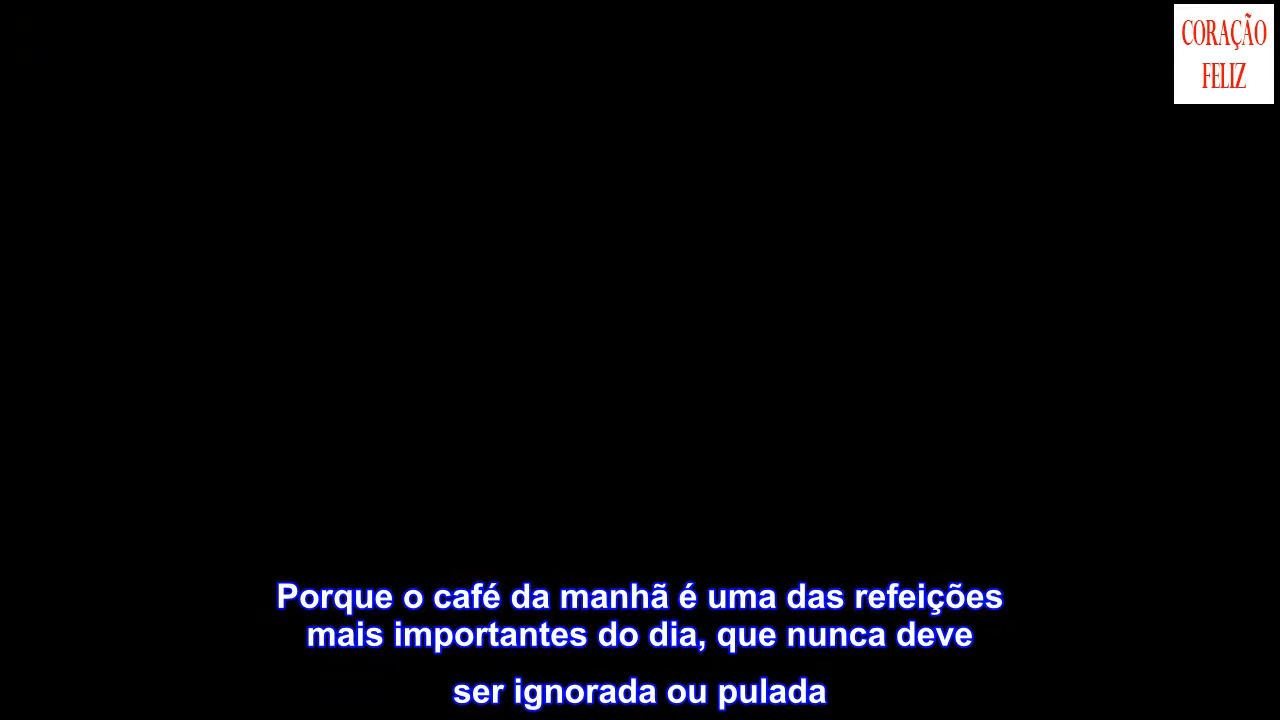 CORAÇÃO
FELIZ
Porque o café da manhã é uma das refeições
mais importantes do dia, que nunca deve
ser ignorada ou pulada